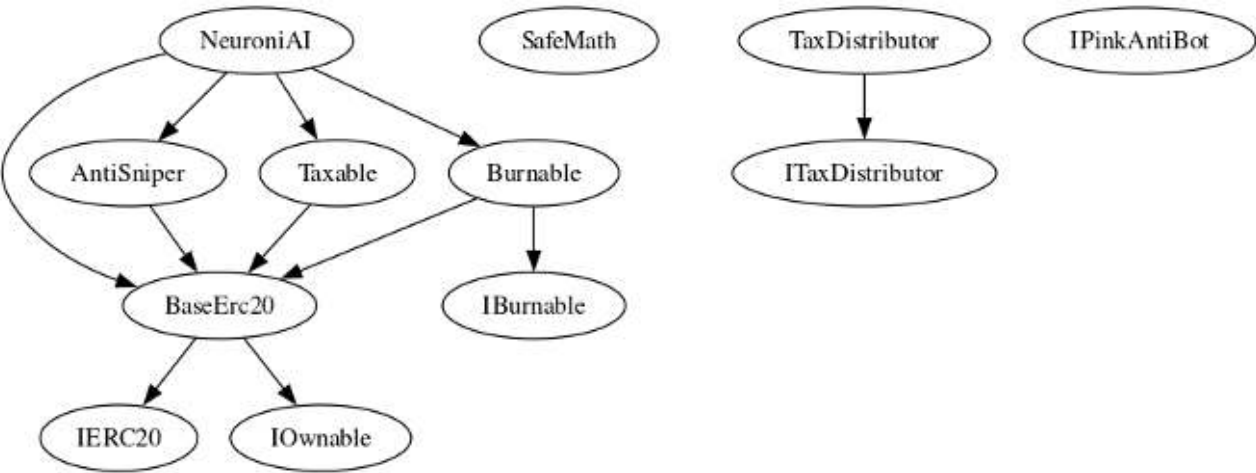 NeuroniAI SafeMath TaxDistributor IPinkAntiBot
AntiSniper Taxable Burnable ITaxDistributor
BaseErc20 IBurnable
IERC20 IOwnable